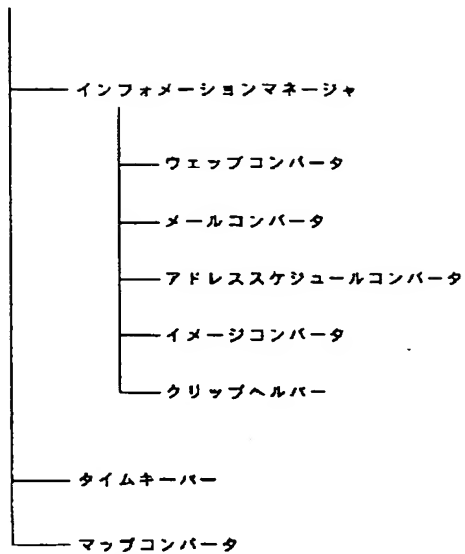 インフォメーションマネージャ
ウェッブコンバータ
メールコンバータ
アドレススケジュールコンバータ
イメージコンバータ
クリップヘルパー
タイムキーパー
マップコンバータ